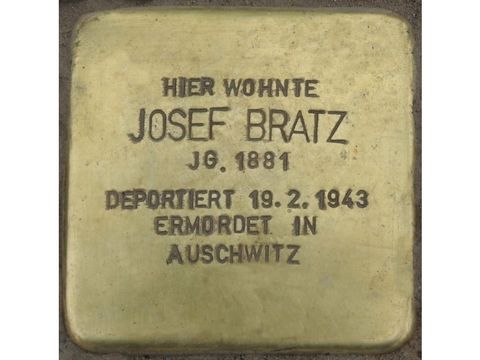 HIER WOHNTE
JOSEF BRATZ
JG. 1881
DEPORTIERT 19.2.1943
ERMORDET IN
AUSCHWITZ